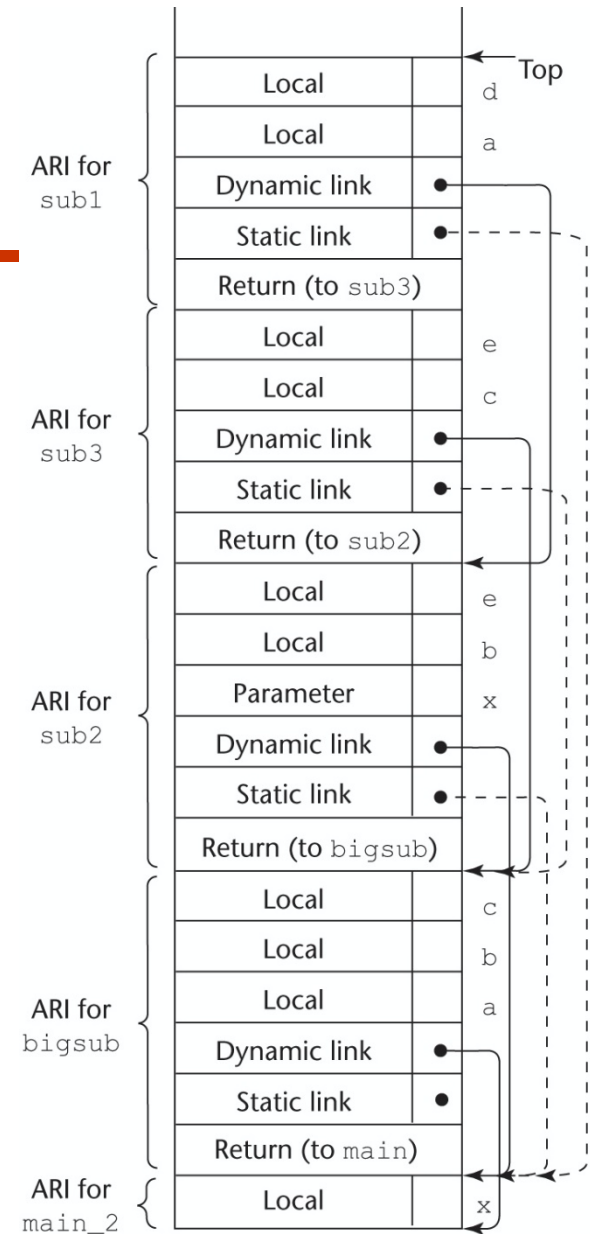 Top
Local
d
Local
a
ARI for
sub1
Dynamic link
Static link
Return (to sub3)
Local
e
Local
c
ARI for
sub3
Dynamic link
Static link
Return (to sub2)
Local
e
Local
b
ARI for
sub2
Parameter
x
Dynamic link
Static link
Return (to bigsub)
Local
c
Local
b
Local
a
ARI for
bigsub
Dynamic link
Static link
Return (to main)
ARI for
main_2
Local
x